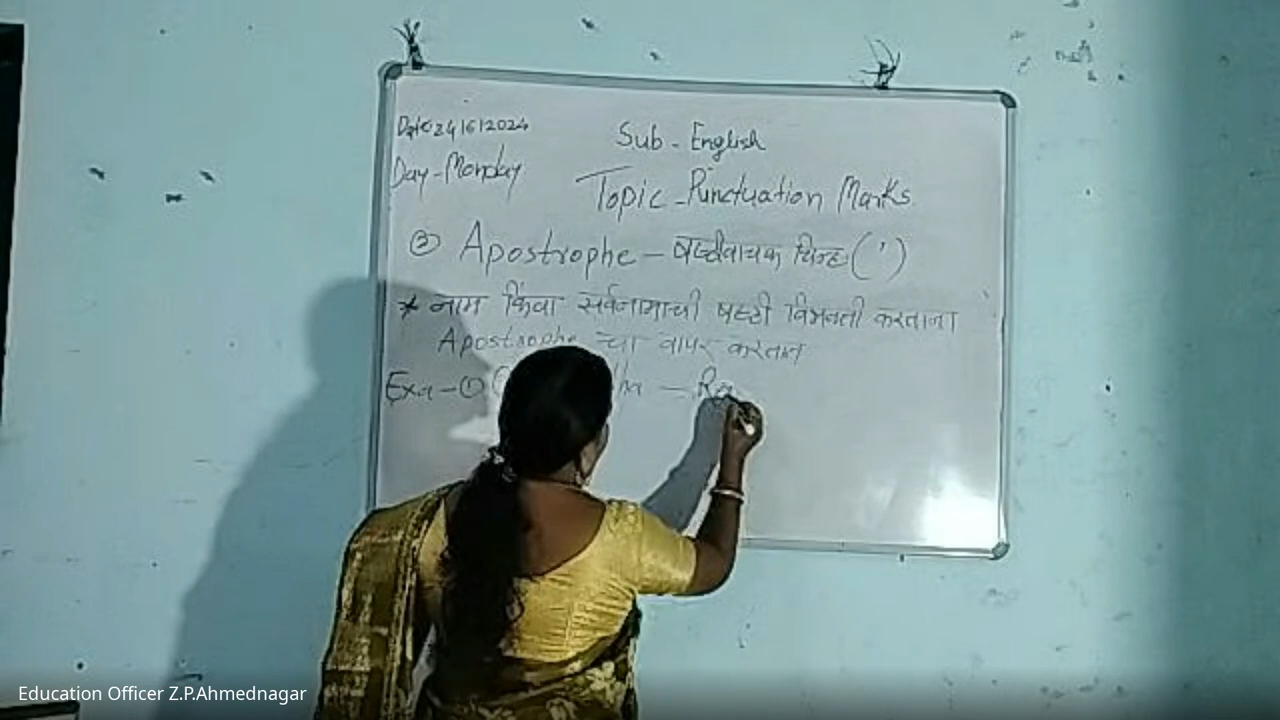 Date:24/6/2024
Sub - English
Day - Monday
Topic - Punctuation Marks
③ Apostrophe - षष्ठीवाचक चिन्ह (')
* नाम किंवा सर्वनामाची षष्टी विभक्ती करताना
Apostrophe चा वापर करतात
Exa - ①
Education Officer Z.P.Ahmednagar